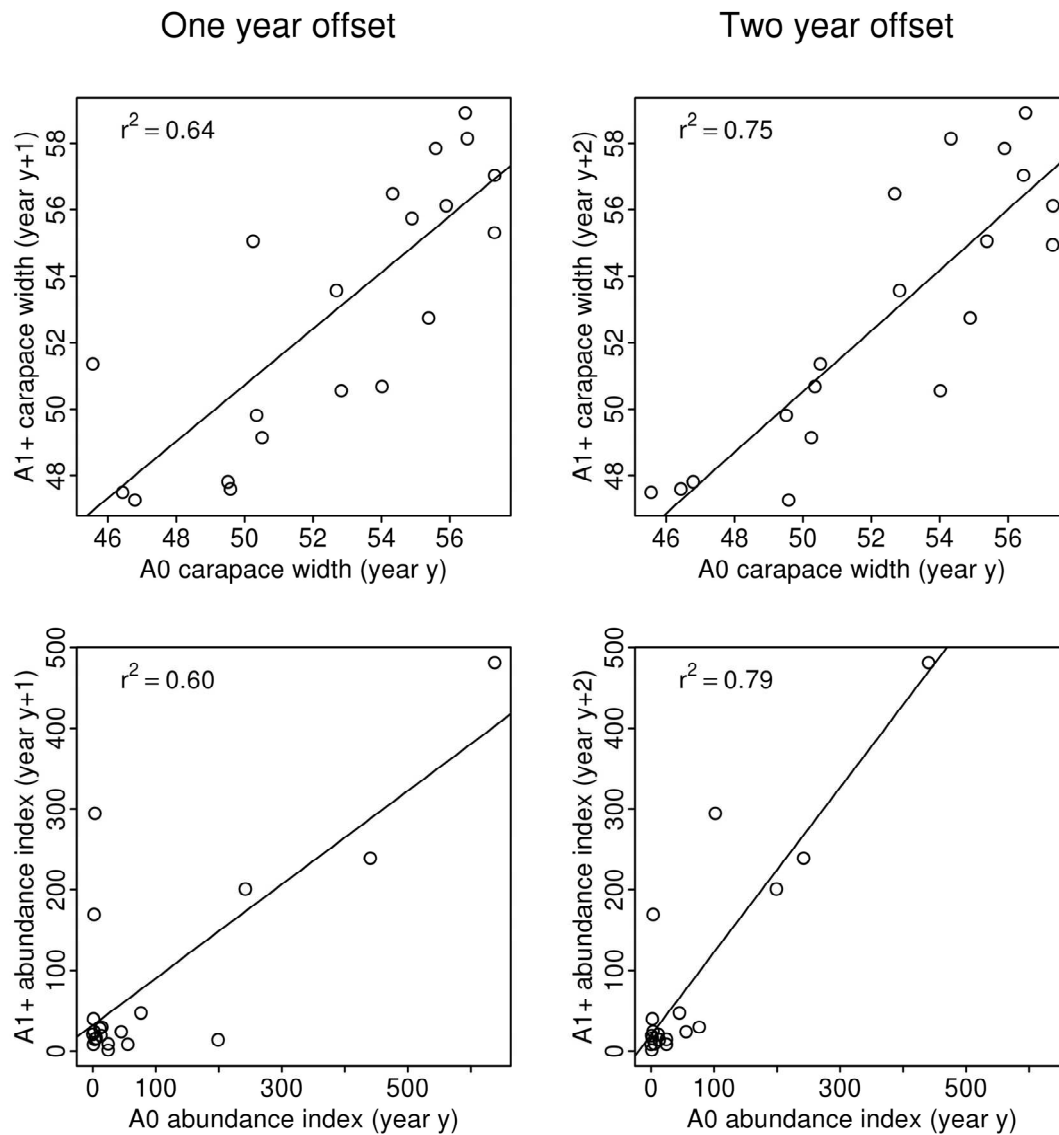 One year offset
Two year offset
r² = 0.64
58
56
54
52
50
48
A1+ carapace width (year y+1)
46 48 50 52 54 56
A0 carapace width (year y)
r² = 0.75
58
56
54
52
50
48
A1+ carapace width (year y+2)
46 48 50 52 54 56
A0 carapace width (year y)
r² = 0.60
500
400
300
200
100
0
A1+ abundance index (year y+1)
0 100 300 500
A0 abundance index (year y)
r² = 0.79
500
400
300
200
100
0
A1+ abundance index (year y+2)
0 100 300 500
A0 abundance index (year y)